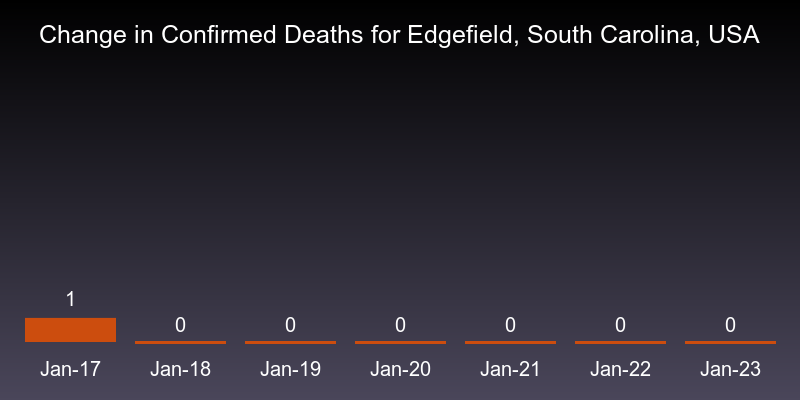 Change in Confirmed Deaths for Edgefield, South Carolina, USA
1 0 0 0 0 0 0
Jan-17 Jan-18 Jan-19 Jan-20 Jan-21 Jan-22 Jan-23